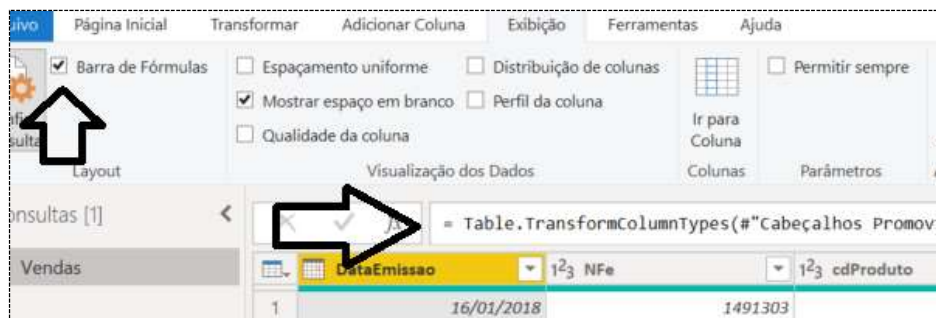 Página Inicial Transformar Adicionar Coluna Exibição Ferramentas Ajuda
Barra de Fórmulas Espaçamento uniforme Distribuição de colunas Permitir sempre
Mostrar espaço em branco Perfil da coluna
Qualidade da coluna
Ir para
Coluna
Layout Visualização dos Dados Colunas Parâmetros
[1]
= Table.TransformColumnTypes(#"Cabeçalhos Promov
Vendas
DataEmissao 1²3 NFe 1²3 cdProduto
1 16/01/2018 1491303